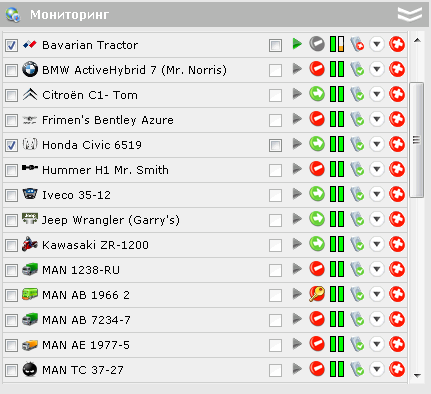 Мониторинг
Bavarian Tractor
BMW ActiveHybrid 7 (Mr. Norris)
Citroën C1- Tom
Frimen's Bentley Azure
Honda Civic 6519
Hummer H1 Mr. Smith
Iveco 35-12
Jeep Wrangler (Garry's)
Kawasaki ZR-1200
MAN 1238-RU
MAN AB 1966 2
MAN AB 7234-7
MAN AE 1977-5
MAN TC 37-27